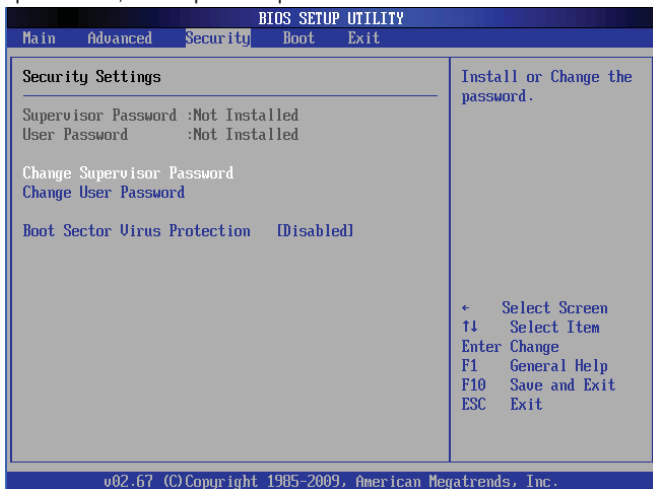 BIOS SETUP UTILITY
Main Advanced Security Boot Exit
Security Settings
Supervisor Password :Not Installed
User Password :Not Installed
Change Supervisor Password
Change User Password
Boot Sector Virus Protection [Disabled]
Install or Change the
password.
← Select Screen
↑↓ Select Item
Enter Change
F1 General Help
F10 Save and Exit
ESC Exit
v02.67 (C)Copyright 1985-2009, American Megatrends, Inc.